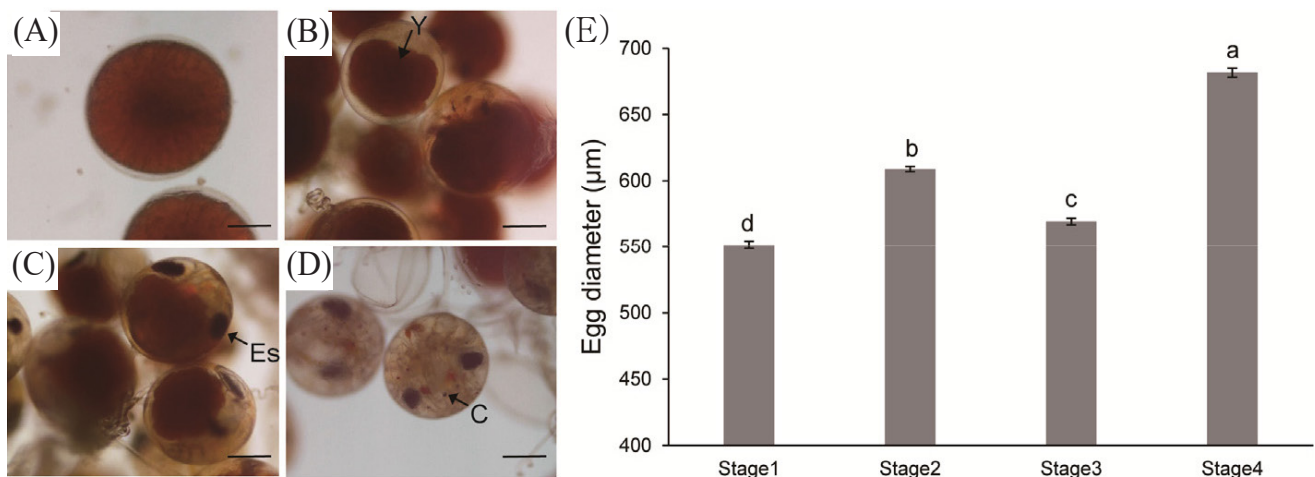 (A)
(B)
Y
(C)
Es
(D)
C
(E)
Egg diameter (μm)
700
650
600
550
500
450
400
d
b
c
a
Stage1
Stage2
Stage3
Stage4